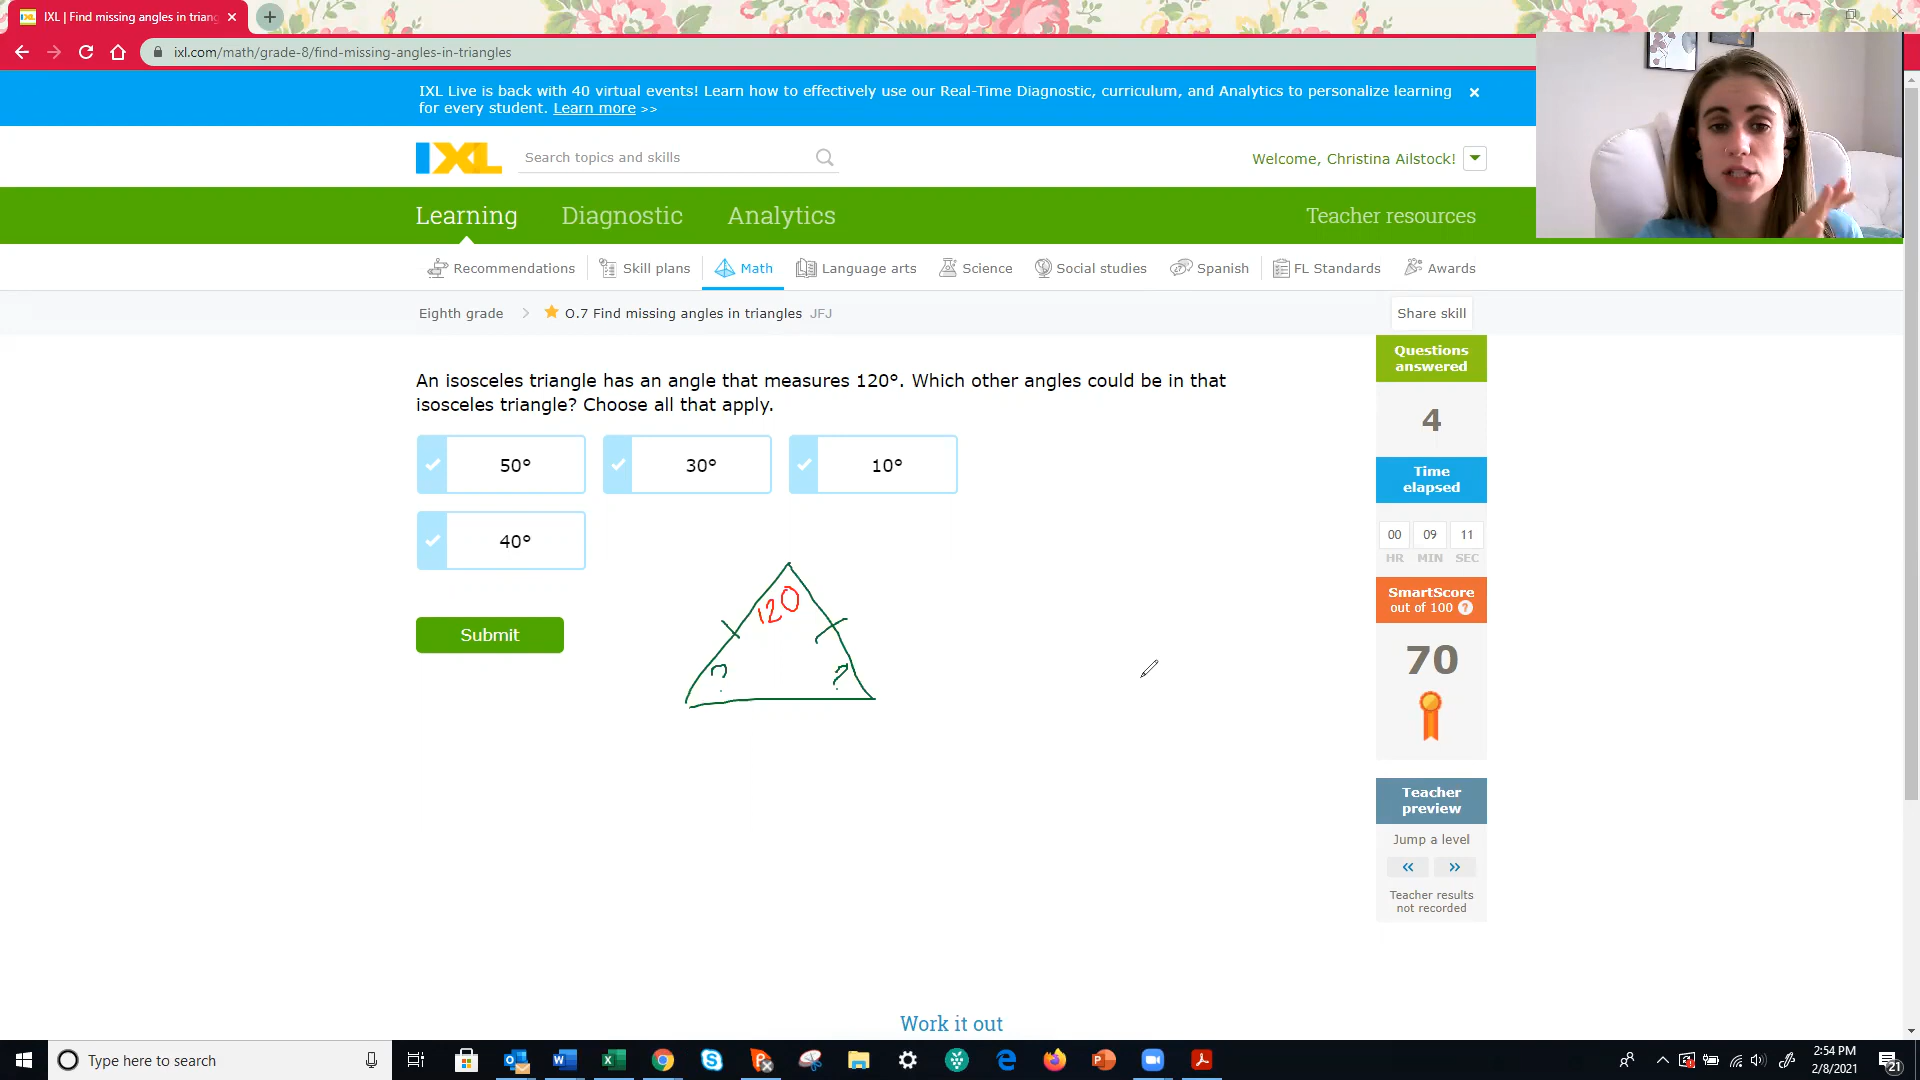 IXL | Find missing angles in triang
ixl.com/math/grade-8/find-missing-angles-in-triangles
IXL Live is back with 40 virtual events! Learn how to effectively use our Real-Time Diagnostic, curriculum, and Analytics to personalize learning
for every student. Learn more >>
IXL
Search topics and skills
Welcome, Christina Ailstock!
Learning Diagnostic Analytics Teacher resources
Recommendations Skill plans Math Language arts Science Social studies Spanish FL Standards Awards
Eighth grade > O.7 Find missing angles in triangles JFJ
Share skill
An isosceles triangle has an angle that measures 120°. Which other angles could be in that
isosceles triangle? Choose all that apply.
50° 30° 10°
40°
Submit
120
? ?
Questions
answered
4
Time
elapsed
00 09 11
HR MIN SEC
SmartScore
out of 100 ?
70
Teacher
preview
Jump a level
« »
Teacher results
not recorded
Work it out
Type here to search
2:54 PM
2/8/2021
21